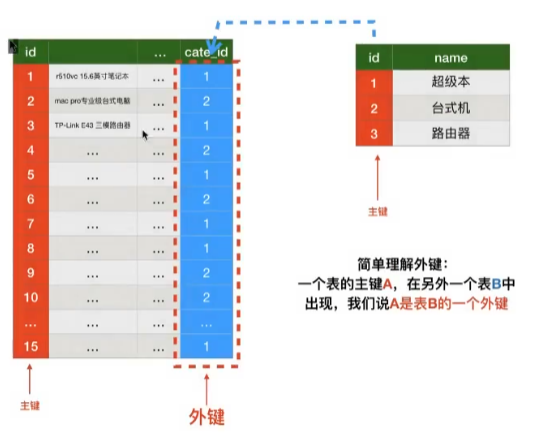 id … cate_id
1 r510vc 15.6英寸笔记本 … 1
2 mac pro专业级台式电脑 … 2
3 TP-Link E43 三模路由器 … 1
4 … … 2
5 … … 1
6 … … 2
7 … … 1
8 … … 1
9 … … 2
10 … … 2
… … … …
15 … … 1
主键
外键
id name
1 超级本
2 台式机
3 路由器
主键
简单理解外键：
一个表的主键A，在另外一个表B中
出现，我们说A是表B的一个外键